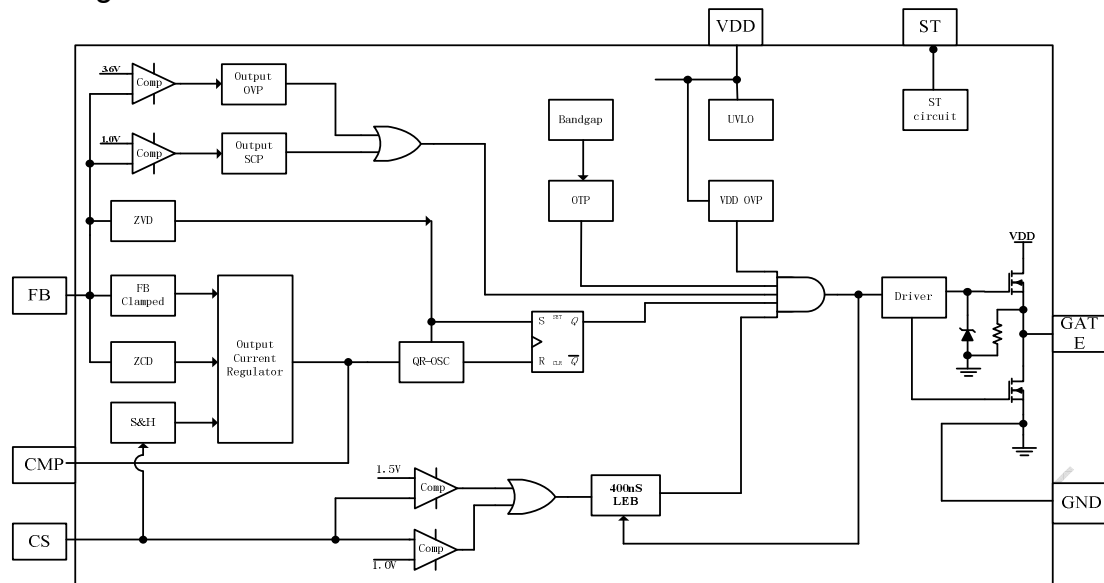 VDD
ST
3.6V
Comp
Output
OVP
ST
circuit
Bandgap
UVLO
1.0V
Comp
Output
SCP
OTP
VDD OVP
ZVD
VDD
FB
FB
Clamped
Driver
Output
Current
Regulator
S SET Q
GAT
E
ZCD
QR-OSC
R CLR Q
S&H
CMP
1.5V
Comp
400nS
LEB
GND
CS
Comp
1.0V